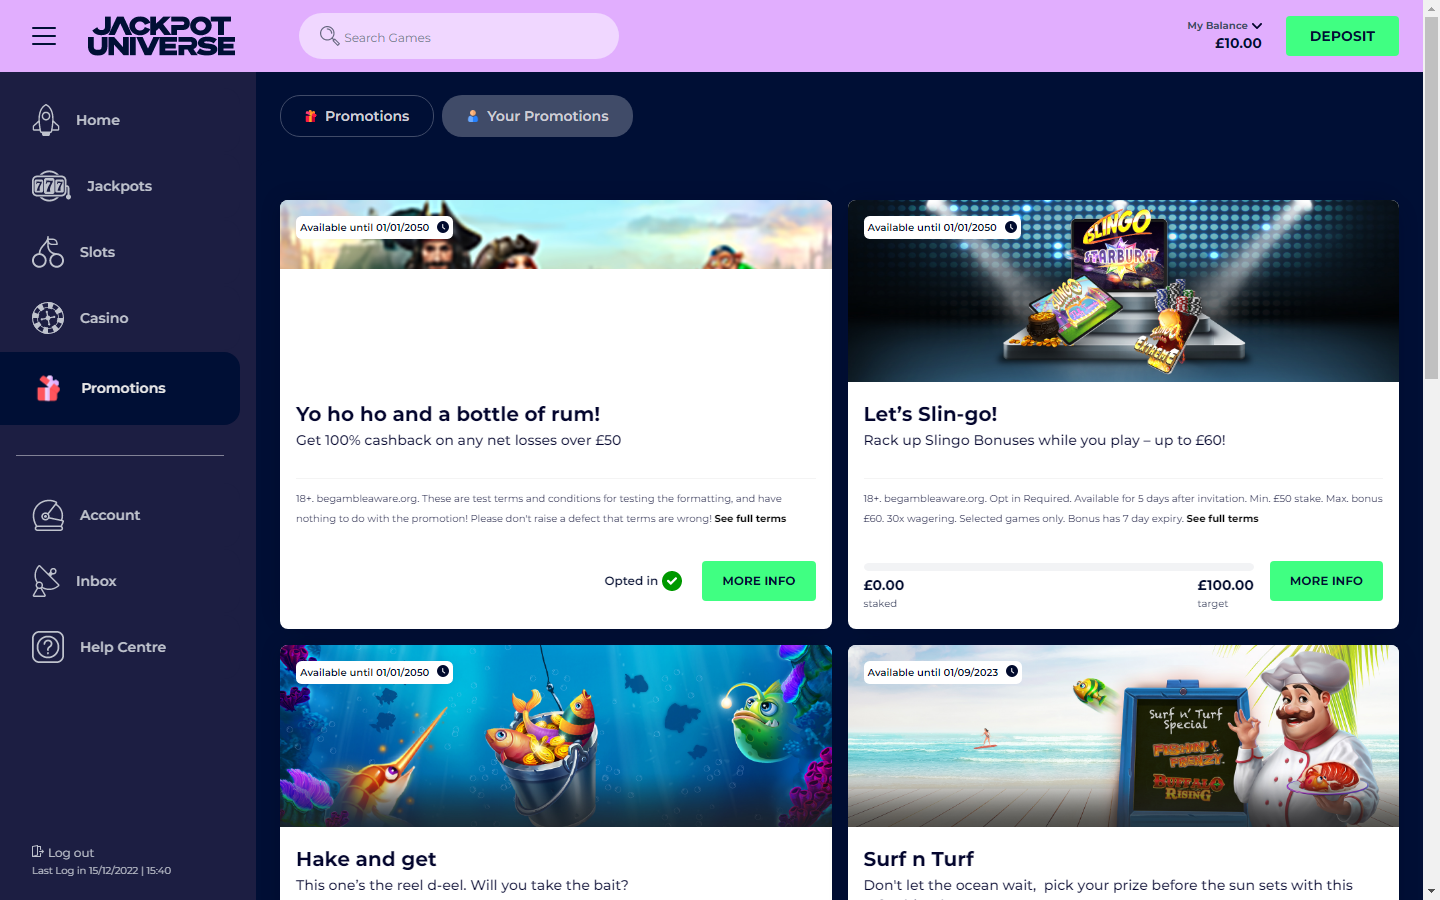 JACKPOT
UNIVERSE
Search Games
My Balance
£10.00
DEPOSIT
Home
Jackpots
Slots
Casino
Promotions
Account
Inbox
Help Centre
Log out
Last Log in 15/12/2022 | 15:40
Promotions
Your Promotions
Available until 01/01/2050
Yo ho ho and a bottle of rum!
Get 100% cashback on any net losses over £50
18+. begambleaware.org. These are test terms and conditions for testing the formatting, and have
nothing to do with the promotion! Please don't raise a defect that terms are wrong! See full terms
Opted in
MORE INFO
Available until 01/01/2050
SLINGO
STARBURST
SLINGO
SLINGO
EXTREME
Let’s Slin-go!
Rack up Slingo Bonuses while you play – up to £60!
18+. begambleaware.org. Opt in Required. Available for 5 days after invitation. Min. £50 stake. Max. bonus
£60. 30x wagering. Selected games only. Bonus has 7 day expiry. See full terms
£0.00
staked
£100.00
target
MORE INFO
Available until 01/01/2050
Hake and get
This one’s the reel d-eel. Will you take the bait?
Available until 01/09/2023
Surf n' Turf
Special
FISHIN'
FRENZY
BUFFALO
RISING
Surf n Turf
Don't let the ocean wait,  pick your prize before the sun sets with this